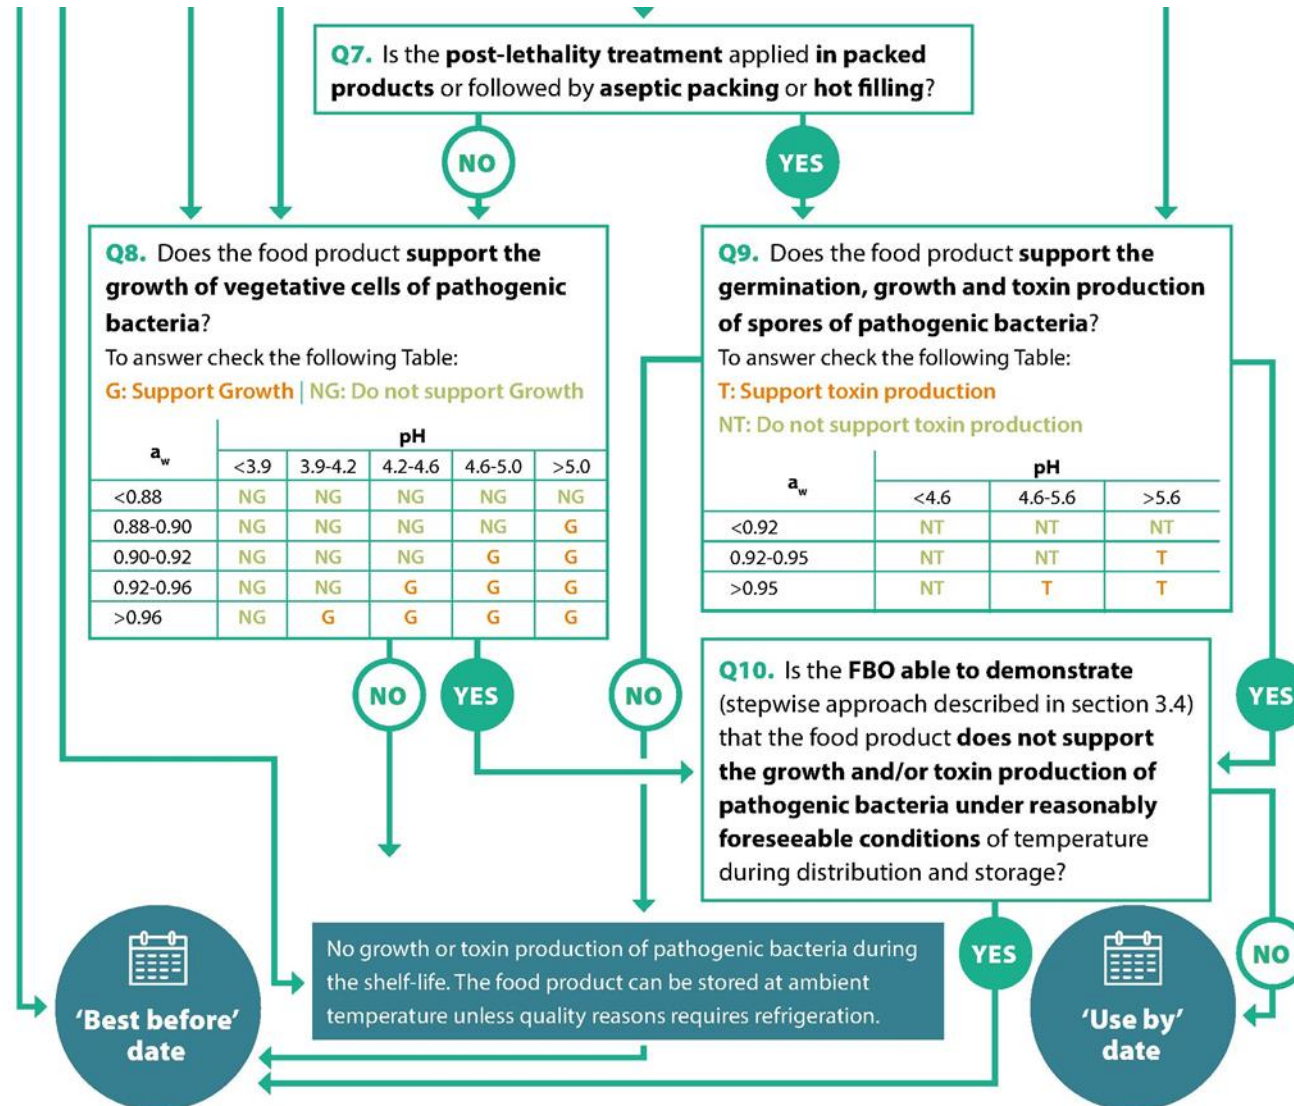 Q7. Is the post-lethality treatment applied in packed
products or followed by aseptic packing or hot filling?
NO
YES
Q8. Does the food product support the
growth of vegetative cells of pathogenic
bacteria?
To answer check the following Table:
G: Support Growth | NG: Do not support Growth
aw
pH
<3.9 3.9-4.2 4.2-4.6 4.6-5.0 >5.0
<0.88 NG NG NG NG NG
0.88-0.90 NG NG NG NG G
0.90-0.92 NG NG NG G G
0.92-0.96 NG NG G G G
>0.96 NG G G G G
Q9. Does the food product support the
germination, growth and toxin production
of spores of pathogenic bacteria?
To answer check the following Table:
T: Support toxin production
NT: Do not support toxin production
aw
pH
<4.6 4.6-5.6 >5.6
<0.92 NT NT NT
0.92-0.95 NT NT T
>0.95 NT T T
NO
YES
NO
YES
Q10. Is the FBO able to demonstrate
(stepwise approach described in section 3.4)
that the food product does not support
the growth and/or toxin production of
pathogenic bacteria under reasonably
foreseeable conditions of temperature
during distribution and storage?
'Best before'
date
No growth or toxin production of pathogenic bacteria during
the shelf-life. The food product can be stored at ambient
temperature unless quality reasons requires refrigeration.
YES
'Use by'
date
NO